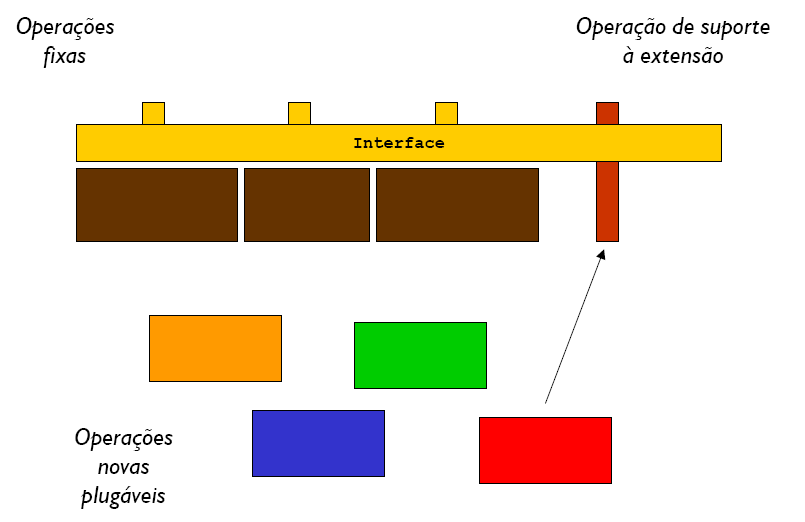 Operações
fixas
Operação de suporte
à extensão
Interface
Operações
novas
plugáveis